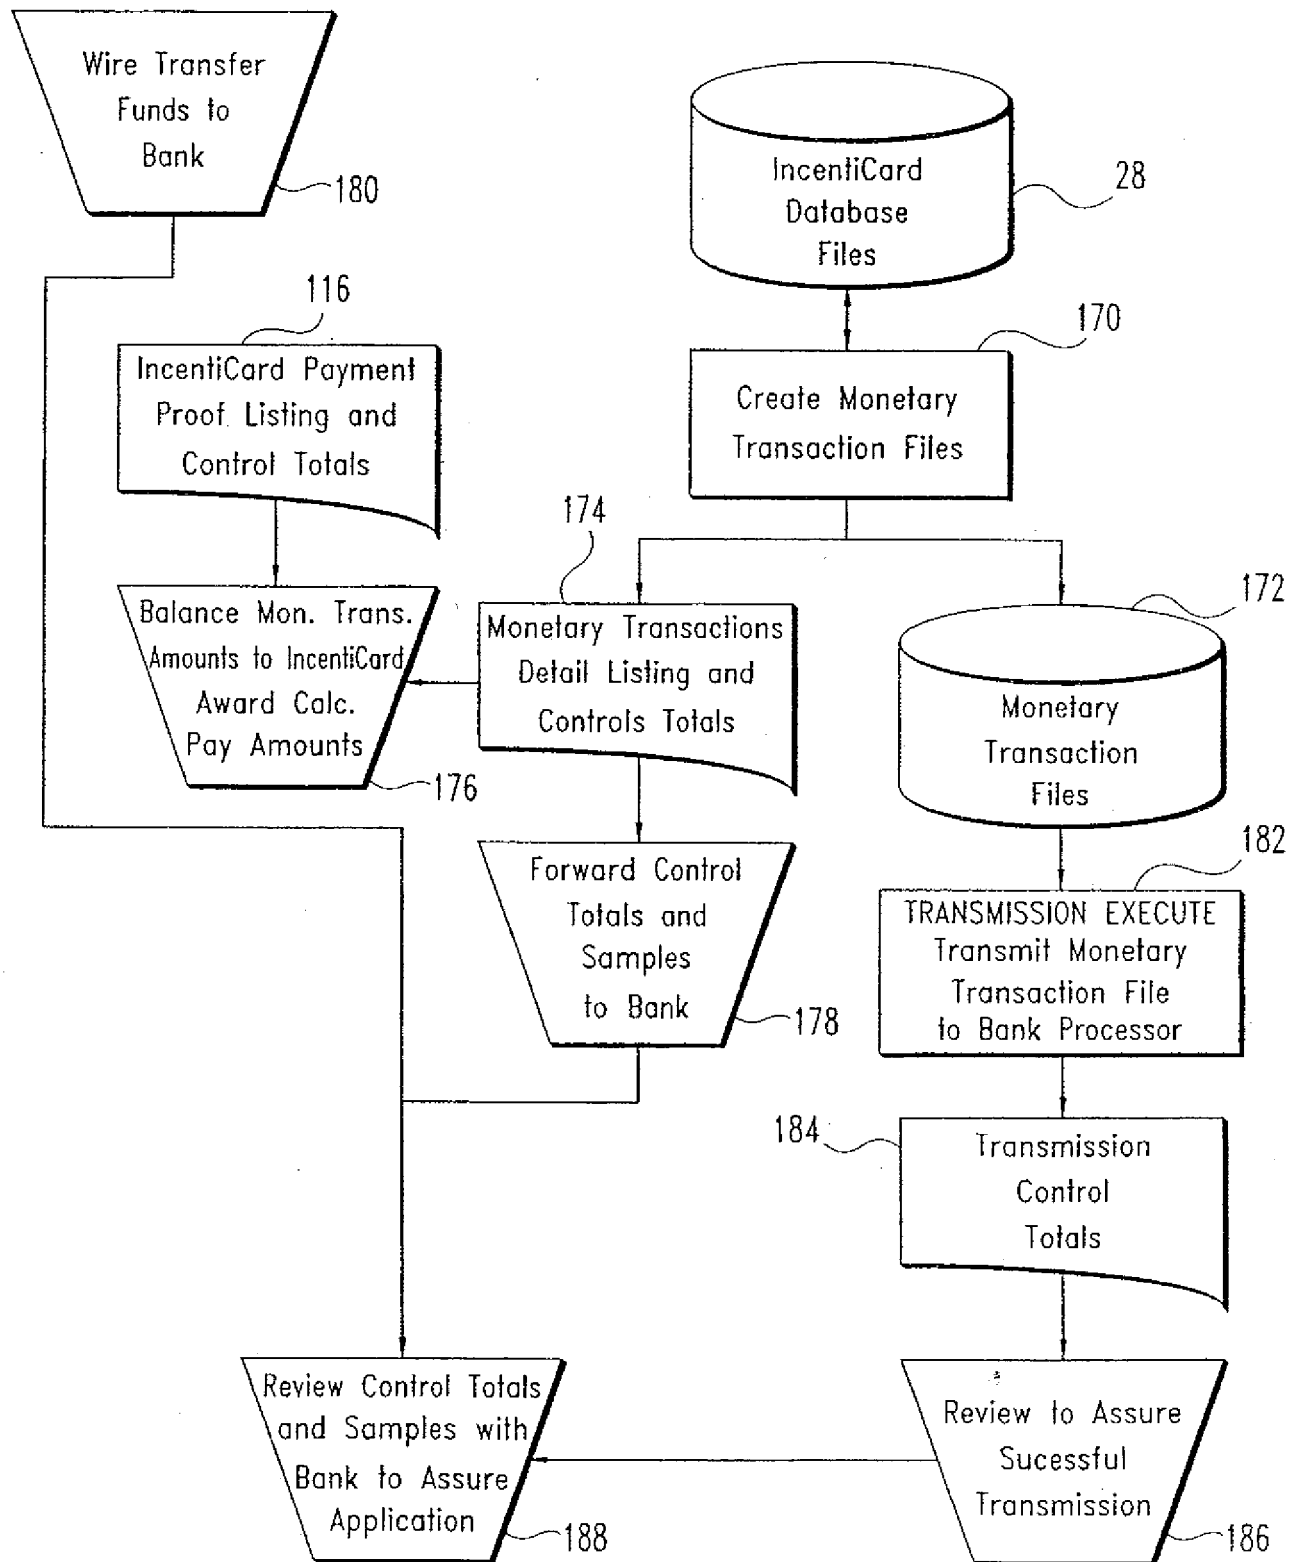 Wire Transfer
Funds to
Bank
180
IncentiCard
Database
Files
28
116
IncentiCard Payment
Proof Listing and
Control Totals
170
Create Monetary
Transaction Files
174
Monetary Transactions
Detail Listing and
Controls Totals
172
Monetary
Transaction
Files
Balance Mon. Trans.
Amounts to IncentiCard
Award Calc.
Pay Amounts
176
Forward Control
Totals and
Samples
to Bank
178
182
TRANSMISSION EXECUTE
Transmit Monetary
Transaction File
to Bank Processor
184
Transmission
Control
Totals
Review Control Totals
and Samples with
Bank to Assure
Application
188
Review to Assure
Sucessful
Transmission
186